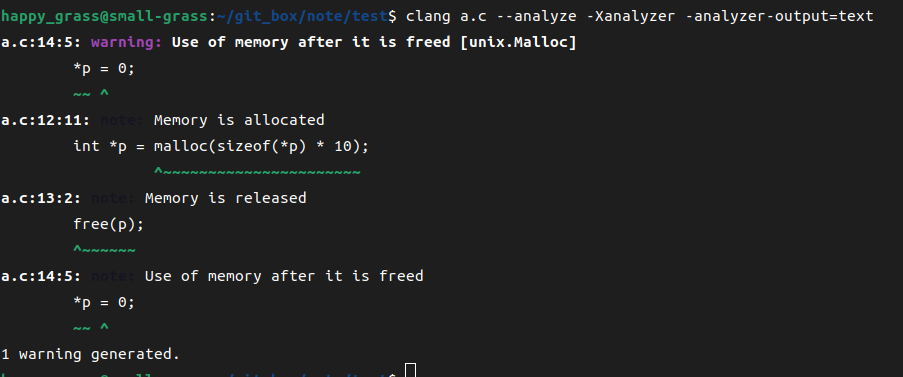 happy_grass@small-grass:~/git_box/note/test$ clang a.c --analyze -Xanalyzer -analyzer-output=text
a.c:14:5: warning: Use of memory after it is freed [unix.Malloc]
        *p = 0;
        ~~ ^
a.c:12:11: note: Memory is allocated
        int *p = malloc(sizeof(*p) * 10);
                 ^~~~~~~~~~~~~~~~~~~~~~~
a.c:13:2: note: Memory is released
        free(p);
        ^~~~~~~
a.c:14:5: note: Use of memory after it is freed
        *p = 0;
        ~~ ^
1 warning generated.